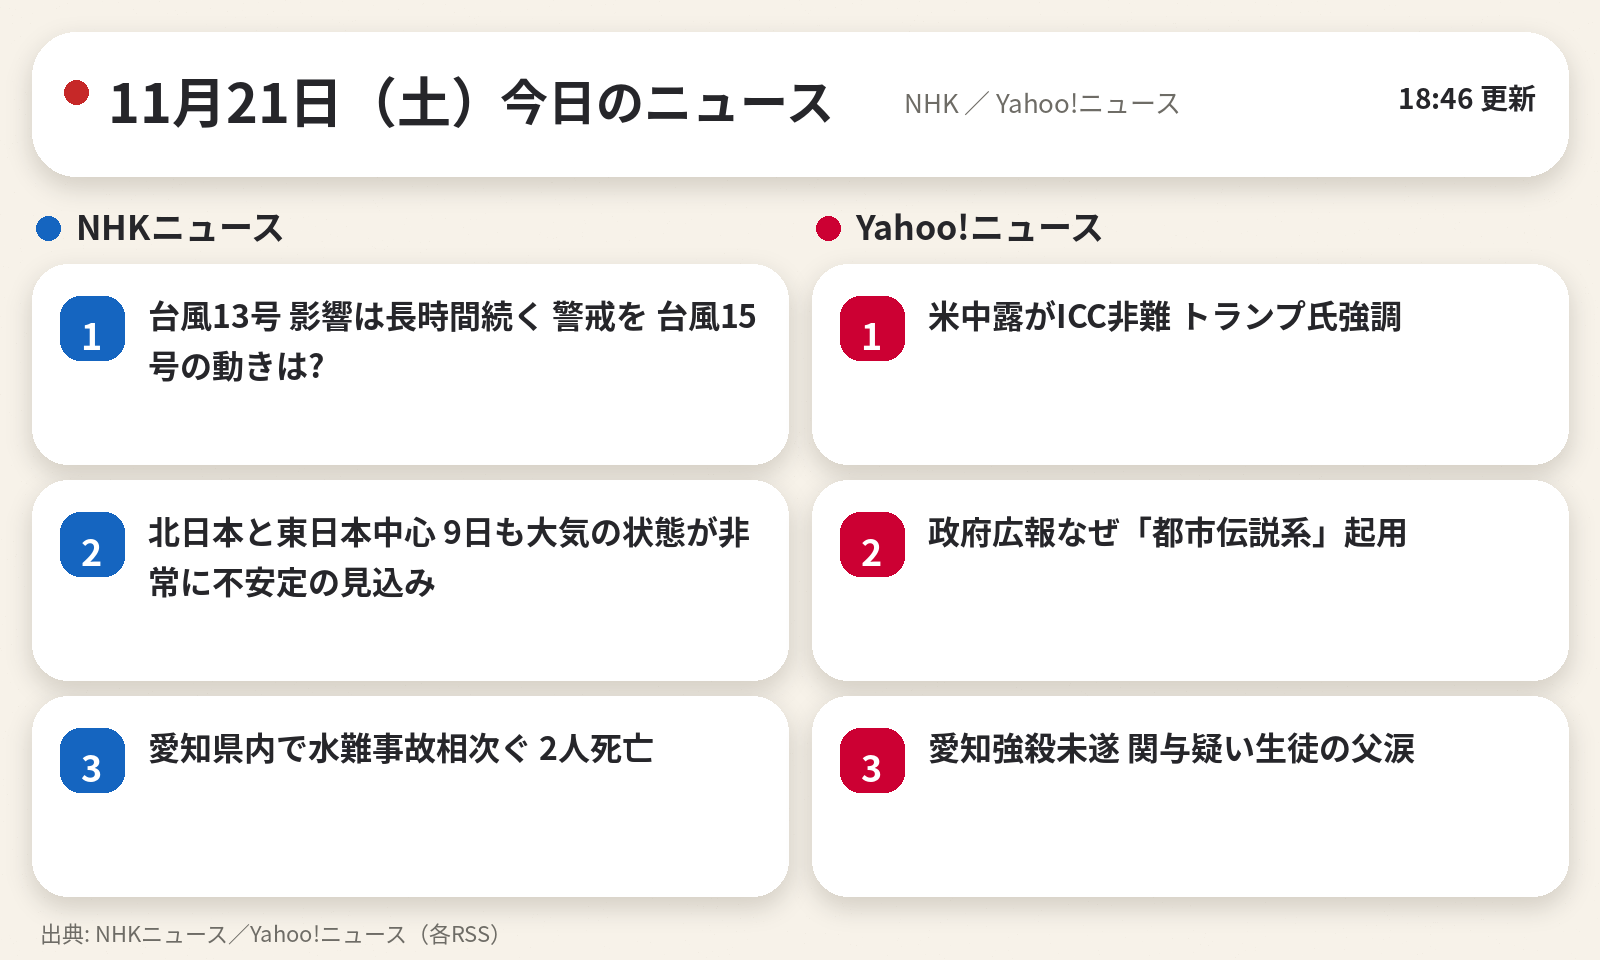 11月21日（土）今日のニュース
NHK ／ Yahoo!ニュース
18:46 更新
NHKニュース
1
台風13号 影響は長時間続く 警戒を 台風15
号の動きは?
2
北日本と東日本中心 9日も大気の状態が非
常に不安定の見込み
3
愛知県内で水難事故相次ぐ 2人死亡
Yahoo!ニュース
1
米中露がICC非難 トランプ氏強調
2
政府広報なぜ「都市伝説系」起用
3
愛知強殺未遂 関与疑い生徒の父涙
出典: NHKニュース／Yahoo!ニュース（各RSS）